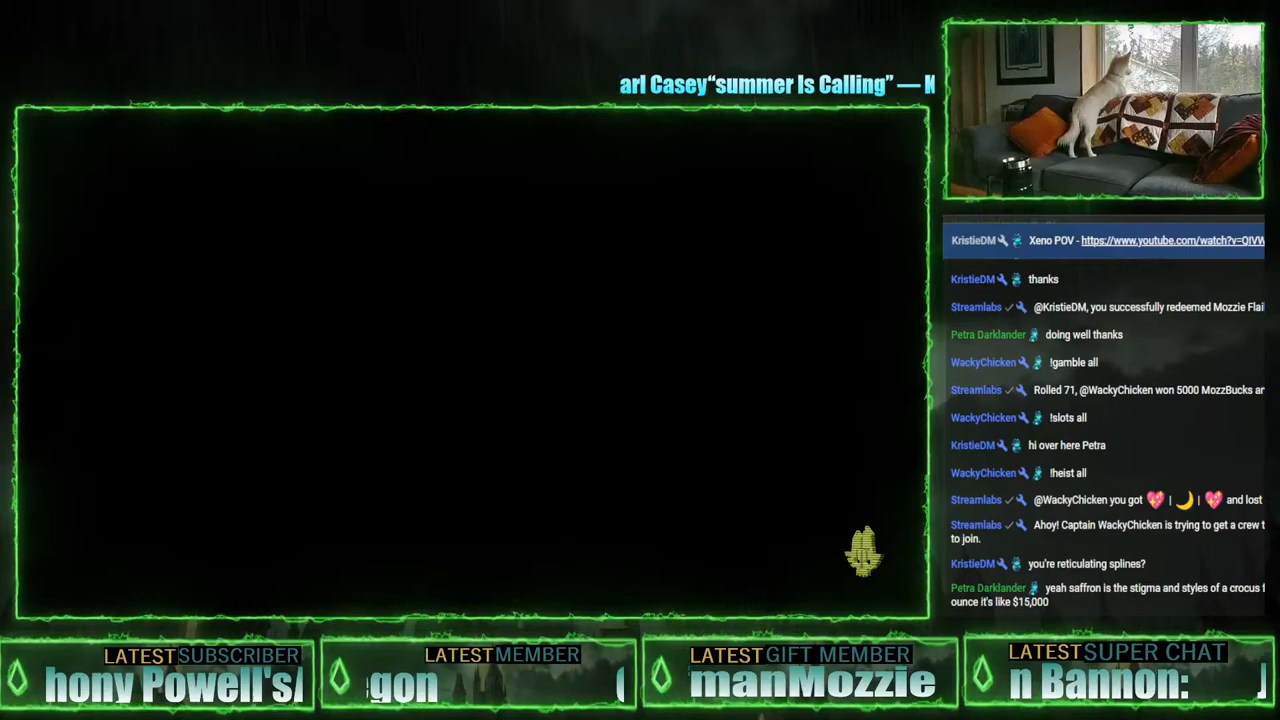 arl Casey“summer Is Calling” —
KristieDM Xeno POV - https://www.youtube.com/watch?v=QIVW
KristieDM thanks
Streamlabs @KristieDM, you successfully redeemed Mozzie Flai
Petra Darklander doing well thanks
WackyChicken !gamble all
Streamlabs Rolled 71, @WackyChicken won 5000 MozzBucks an
WackyChicken !slots all
KristieDM hi over here Petra
WackyChicken !heist all
Streamlabs @WackyChicken you got 💖 | 🌙 | 💖 and lost
Streamlabs Ahoy! Captain WackyChicken is trying to get a crew t
to join.
KristieDM you're reticulating splines?
Petra Darklander yeah saffron is the stigma and styles of a crocus f
ounce it's like $15,000
LATEST SUBSCRIBER
hony Powell's/
LATEST MEMBER
gon (
LATEST GIFT MEMBER
manMozzie
LATEST SUPER CHAT
n Bannon: